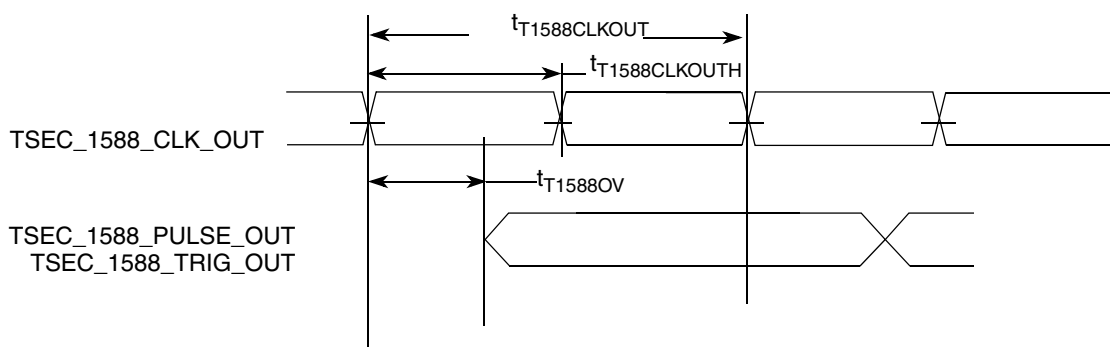 tT1588CLKOUT
tT1588CLKOUTH
TSEC_1588_CLK_OUT
tT1588OV
TSEC_1588_PULSE_OUT
TSEC_1588_TRIG_OUT